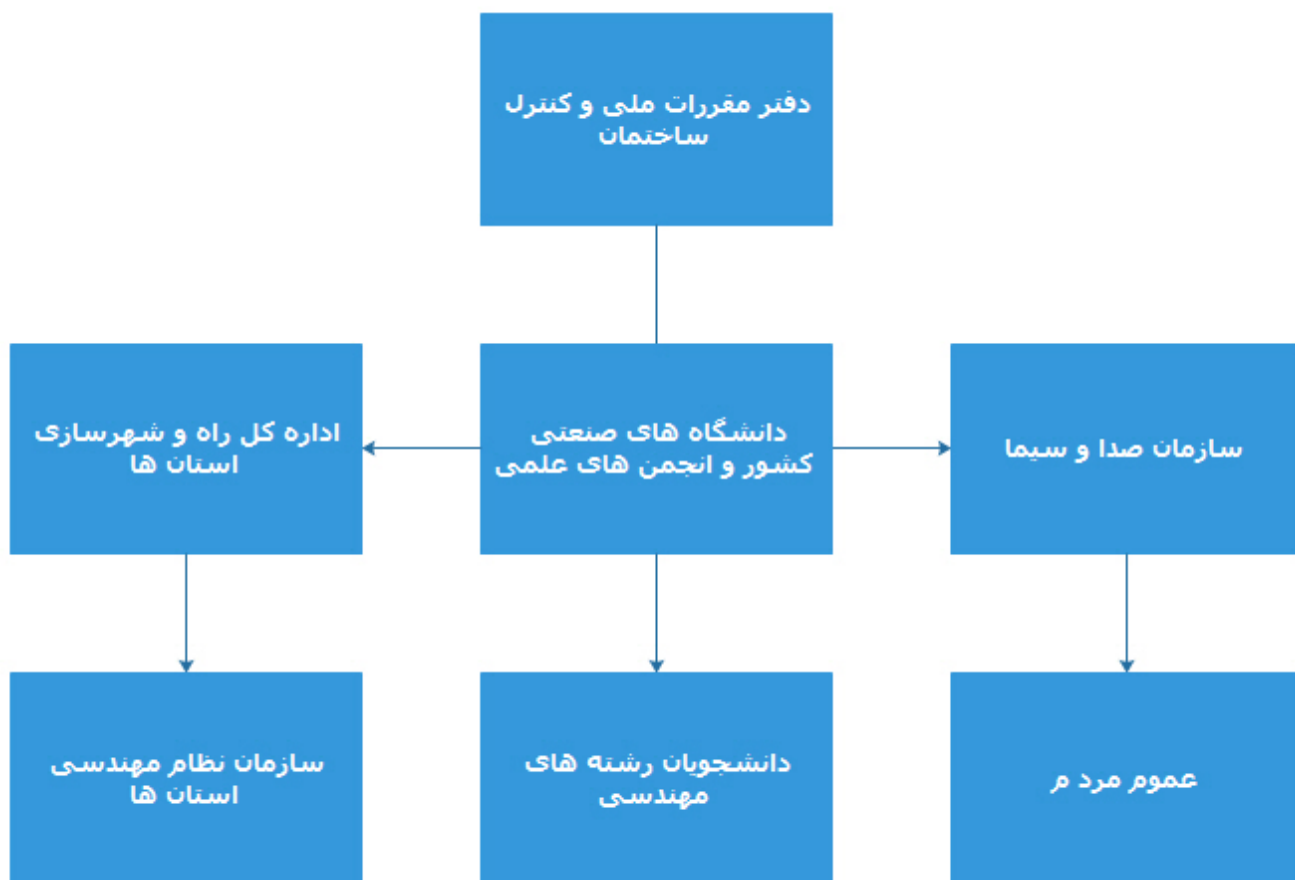 دفتر مقررات ملی و کنترل
ساختمان
سازمان صدا و سیما
دانشگاه های صنعتی
کشور و انجمن های علمی
اداره کل راه و شهرسازی
استان ها
عموم مرد م
دانشجویان رشته های
مهندسی
سازمان نظام مهندسی
استان ها